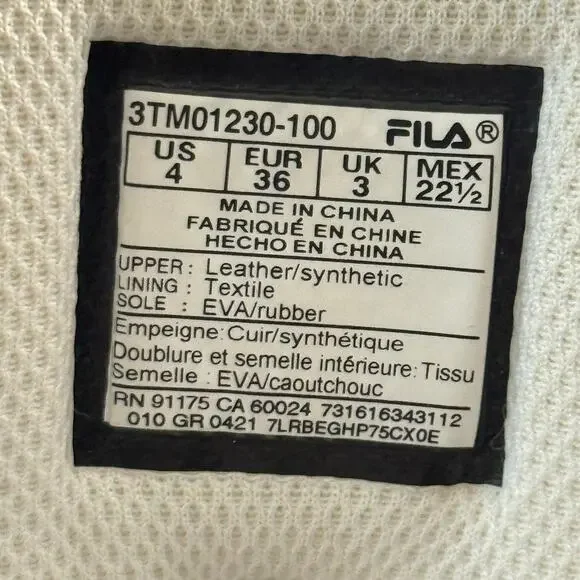 3TM01230-100 FILA®
US EUR UK MEX
4 36 3 22½
MADE IN CHINA
FABRIQUÉ EN CHINE
HECHO EN CHINA
UPPER : Leather/synthetic
LINING : Textile
SOLE : EVA/rubber
Empeigne: Cuir/synthétique
Doublure et semelle intérieure: Tissu
Semelle : EVA/caoutchouc
RN 91175 CA 60024 731616343112
010 GR 0421 7LRBEGHP75CX0E